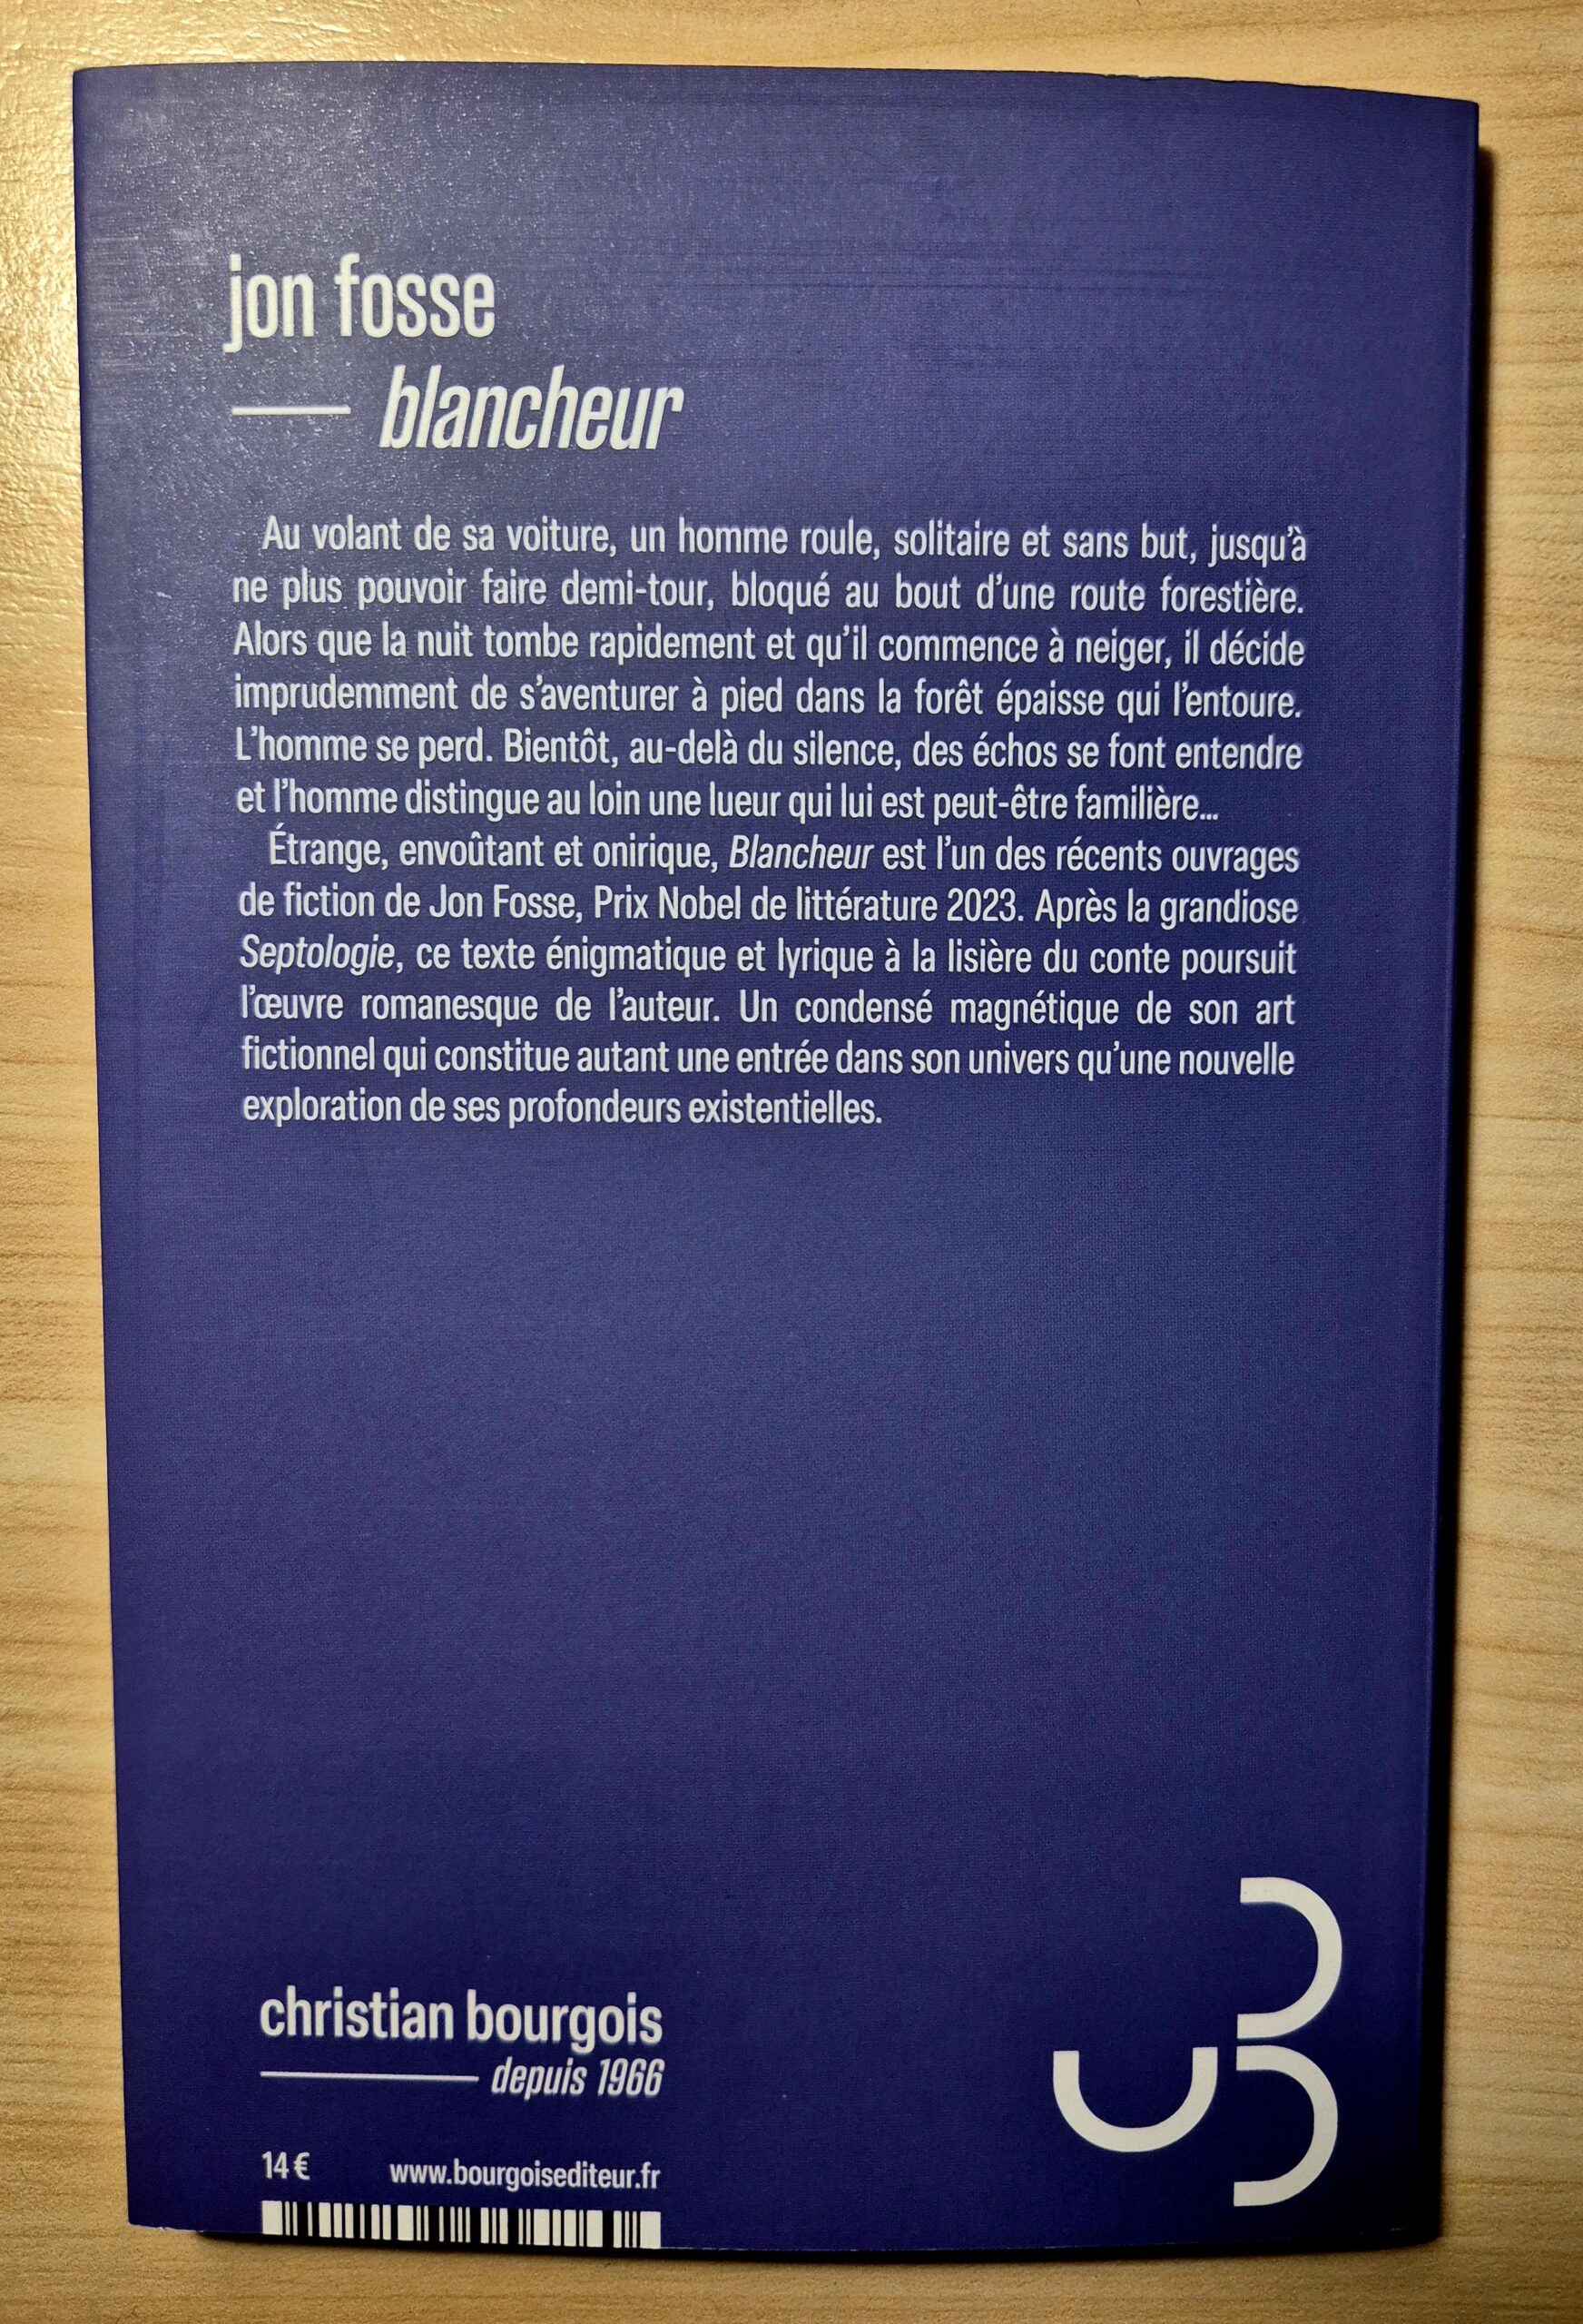 jon fosse
— blancheur
Au volant de sa voiture, un homme roule, solitaire et sans but, jusqu'à
ne plus pouvoir faire demi-tour, bloqué au bout d'une route forestière.
Alors que la nuit tombe rapidement et qu'il commence à neiger, il décide
imprudemment de s'aventurer à pied dans la forêt épaisse qui l'entoure.
L'homme se perd. Bientôt, au-delà du silence, des échos se font entendre
et l'homme distingue au loin une lueur qui lui est peut-être familière…
Étrange, envoûtant et onirique, Blancheur est l'un des récents ouvrages
de fiction de Jon Fosse, Prix Nobel de littérature 2023. Après la grandiose
Septologie, ce texte énigmatique et lyrique à la lisière du conte poursuit
l'œuvre romanesque de l'auteur. Un condensé magnétique de son art
fictionnel qui constitue autant une entrée dans son univers qu'une nouvelle
exploration de ses profondeurs existentielles.
christian bourgois
depuis 1966
14 € www.bourgoisediteur.fr